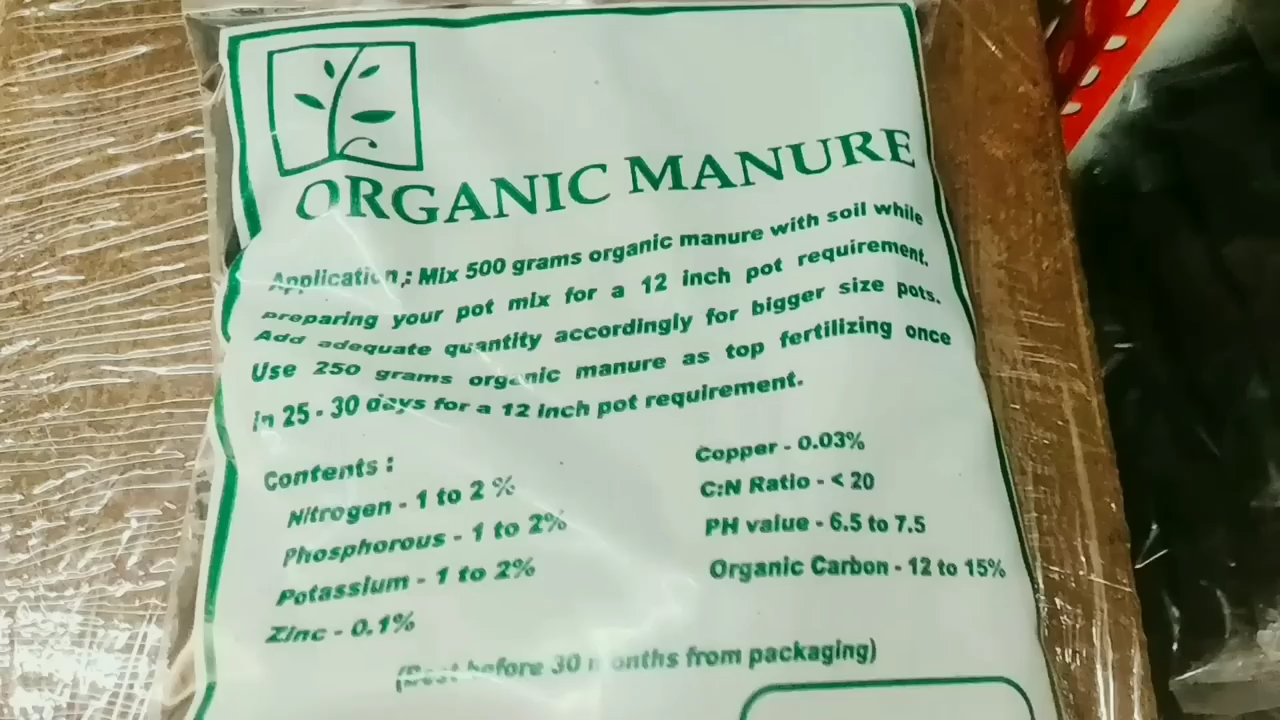 ORGANIC MANURE
Application ; Mix 500 grams organic manure with soil while
preparing your pot mix for a 12 inch pot requirement.
Add adequate quantity accordingly for bigger size pots.
Use 250 grams organic manure as top fertilizing once
in 25 - 30 days for a 12 inch pot requirement.
Contents :
Nitrogen - 1 to 2 %
Phosphorous - 1 to 2%
Potassium - 1 to 2%
Zinc - 0.1%
Copper - 0.03%
C:N Ratio - < 20
PH value - 6.5 to 7.5
Organic Carbon - 12 to 15%
(Best before 30 months from packaging)